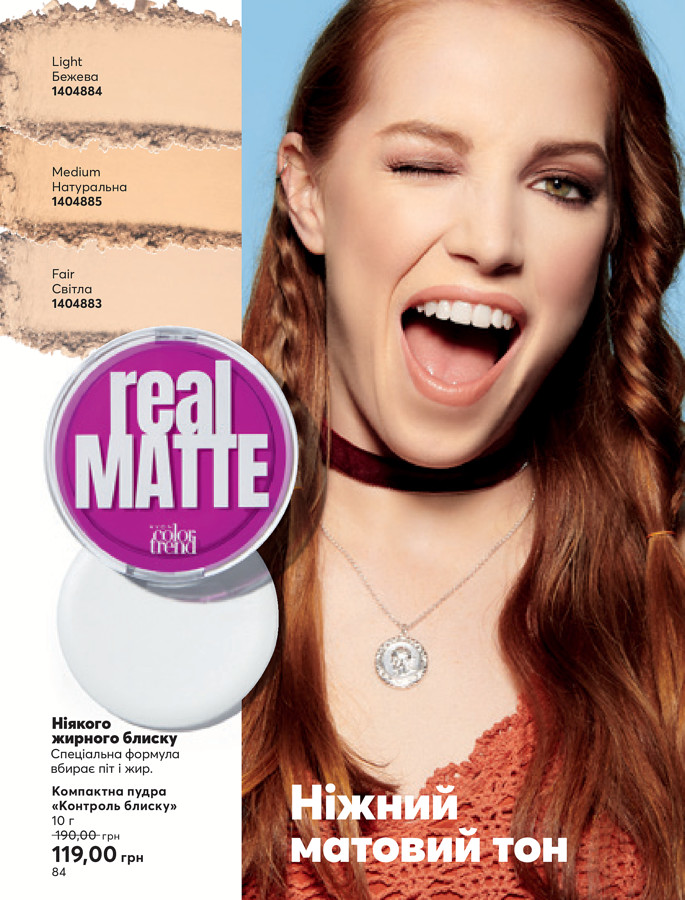 Light
Бежева
1404884
Medium
Натуральна
1404885
Fair
Світла
1404883
real
MATTE
AVON
color
trend
Ніякого
жирного блиску
Спеціальна формула
вбирає піт і жир.
Компактна пудра
«Контроль блиску»
10 г
190,00 грн
119,00 грн
84
Ніжний
матовий тон